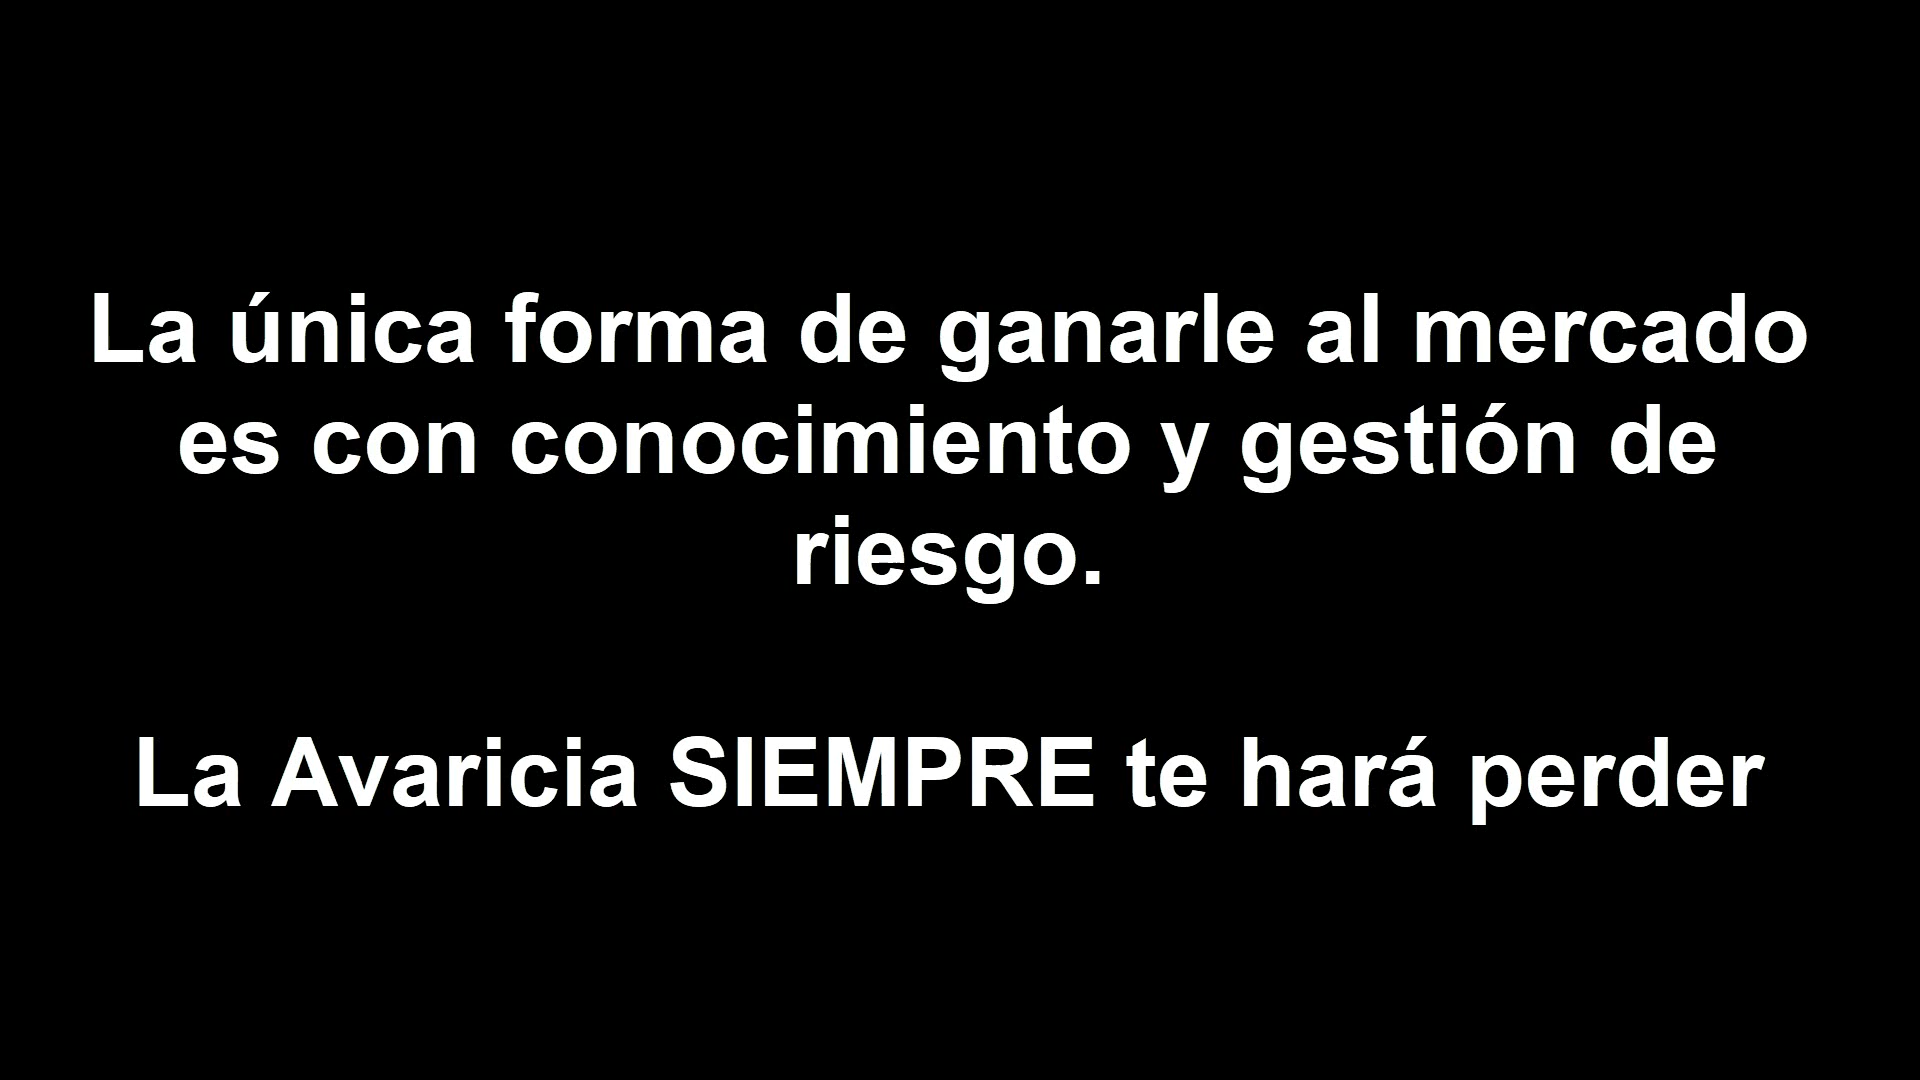 La única forma de ganarle al mercado
es con conocimiento y gestión de
riesgo.
La Avaricia SIEMPRE te hará perder